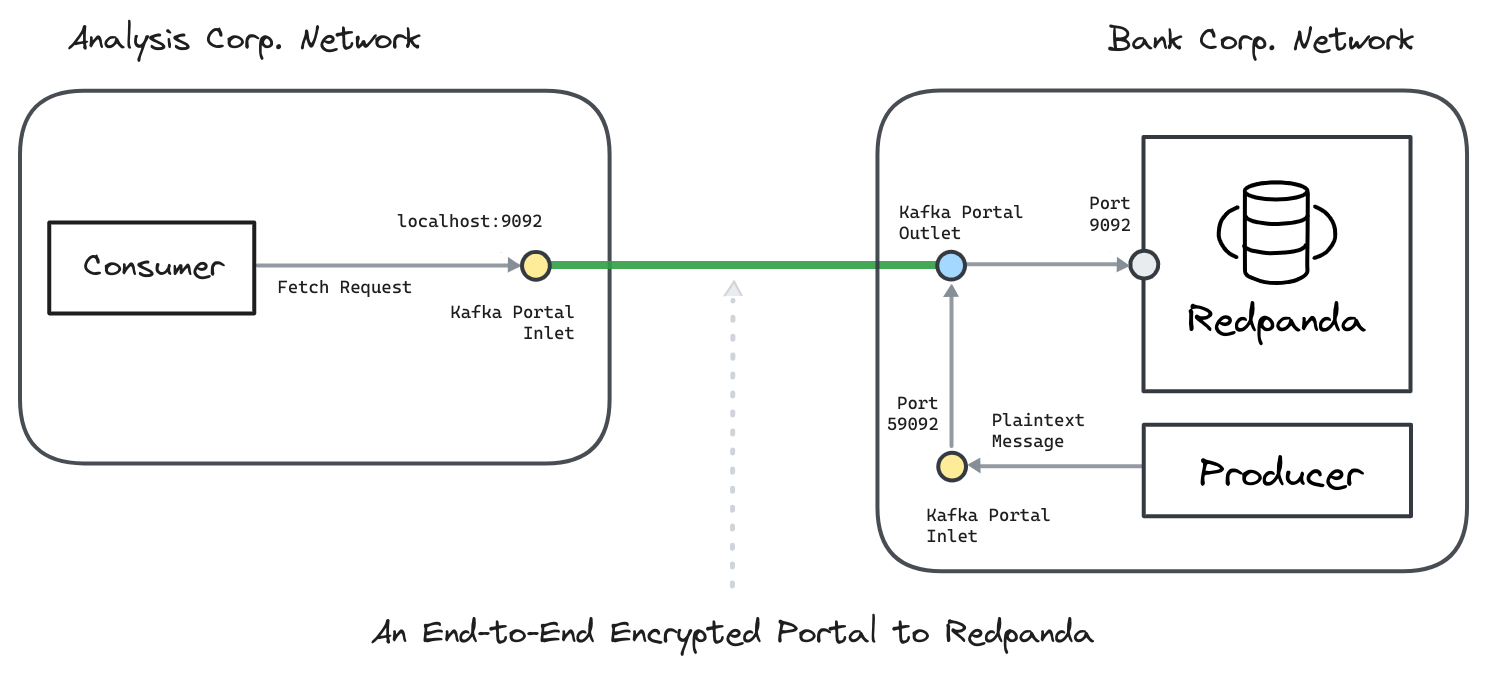 Analysis Corp. Network
Bank Corp. Network
localhost:9092
Consumer
Fetch Request
Kafka Portal
Inlet
Kafka Portal
Outlet
Port
9092
Redpanda
Port
59092
Plaintext
Message
Producer
Kafka Portal
Inlet
An End-to-End Encrypted Portal to Redpanda